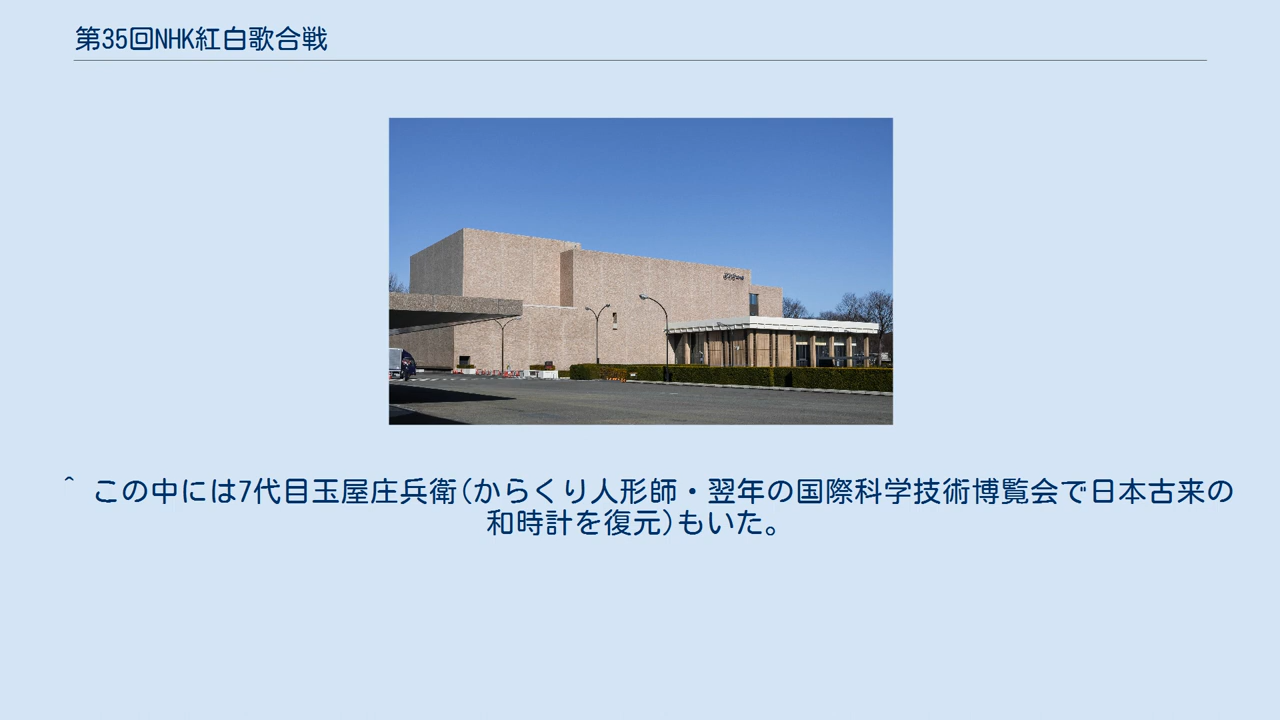 第35回NHK紅白歌合戦
^ この中には7代目玉屋庄兵衛(からくり人形師・翌年の国際科学技術博覧会で日本古来の
和時計を復元)もいた。